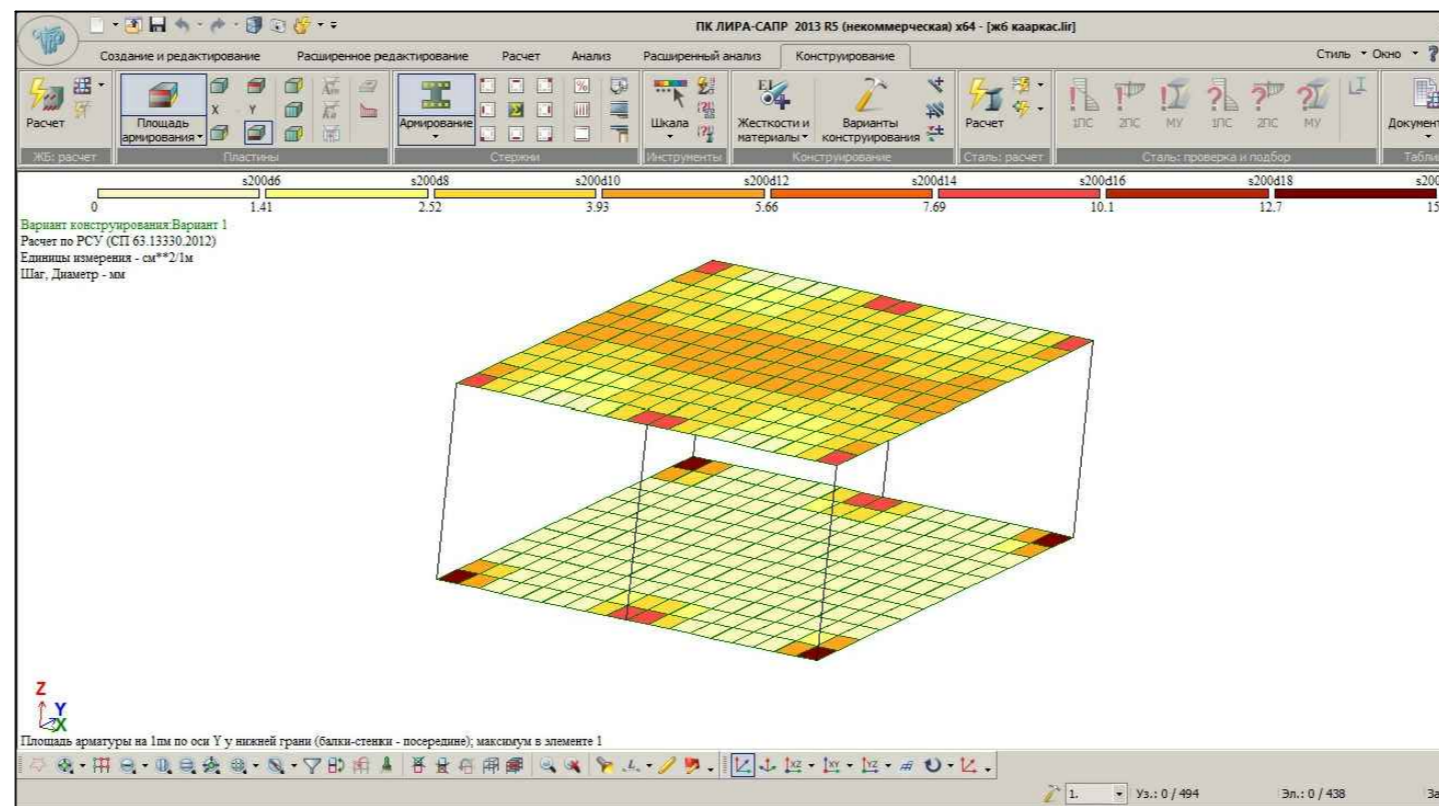 ПК ЛИРА-САПР 2013 R5 (некоммерческая) x64 - [жб кааркас.lir]
Создание и редактирование Расширенное редактирование Расчет Анализ Расширенный анализ Конструирование Стиль Окно ?
Расчет Площадь армирования X Y Армирование Шкала Жесткости и материалы Варианты конструирования Расчет 1ПС 2ПС МУ 1ПС 2ПС МУ Документ
ЖБ: расчет Пластины Стержни Инструменты Конструирование Сталь: расчет Сталь: проверка и подбор Табли
s200d6 s200d8 s200d10 s200d12 s200d14 s200d16 s200d18 s200
0 1.41 2.52 3.93 5.66 7.69 10.1 12.7 15
Вариант конструирования:Вариант 1
Расчет по РСУ (СП 63.13330.2012)
Единицы измерения - см**2/1м
Шаг, Диаметр - мм
Z
Y
X
Площадь арматуры на 1пм по оси Y у нижней грани (балки-стенки - посередине); максимум в элементе 1
1. Уз.: 0 / 494 Эл.: 0 / 438 За